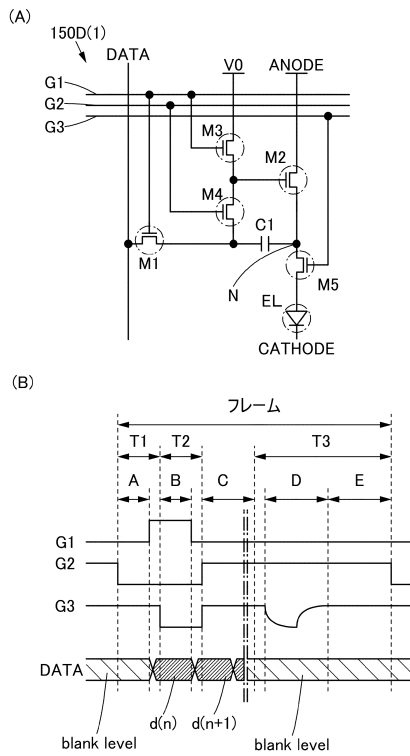 (A)
150D(1)
DATA
V0
ANODE
G1
G2
G3
M3
M2
M4
C1
M1
N
M5
EL
CATHODE
(B)
フレーム
T1
T2
T3
A
B
C
D
E
G1
G2
G3
DATA
d(n)
d(n+1)
blank level
blank level